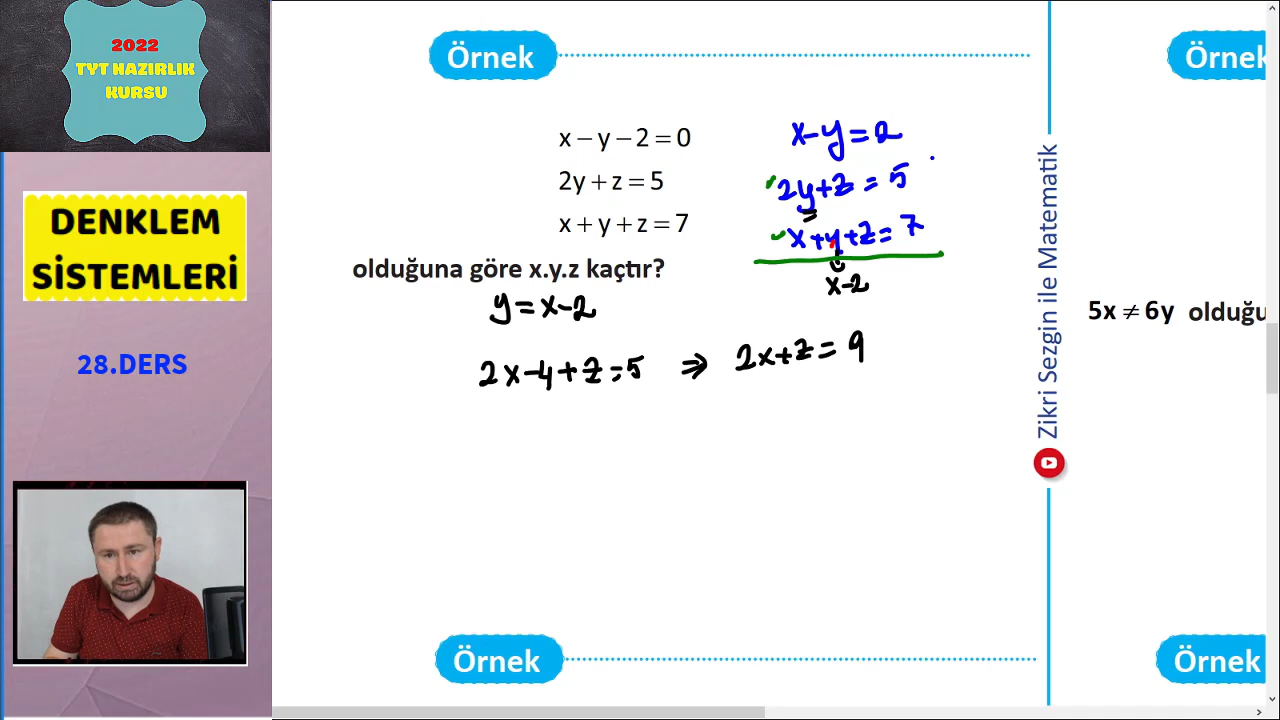 2022
TYT HAZIRLIK
KURSU
DENKLEM
SİSTEMLERİ
28.DERS
Örnek
x − y − 2 = 0
2y + z = 5
x + y + z = 7
olduğuna göre x.y.z kaçtır?
x-y=2
2y+z=5
x+y+z=7
x-2
y=x-2
2x-4+z=5 ⇒ 2x+z=9
Örnek
Zikri Sezgin ile Matematik
Örnek
5x ≠ 6y olduğu
Örnek